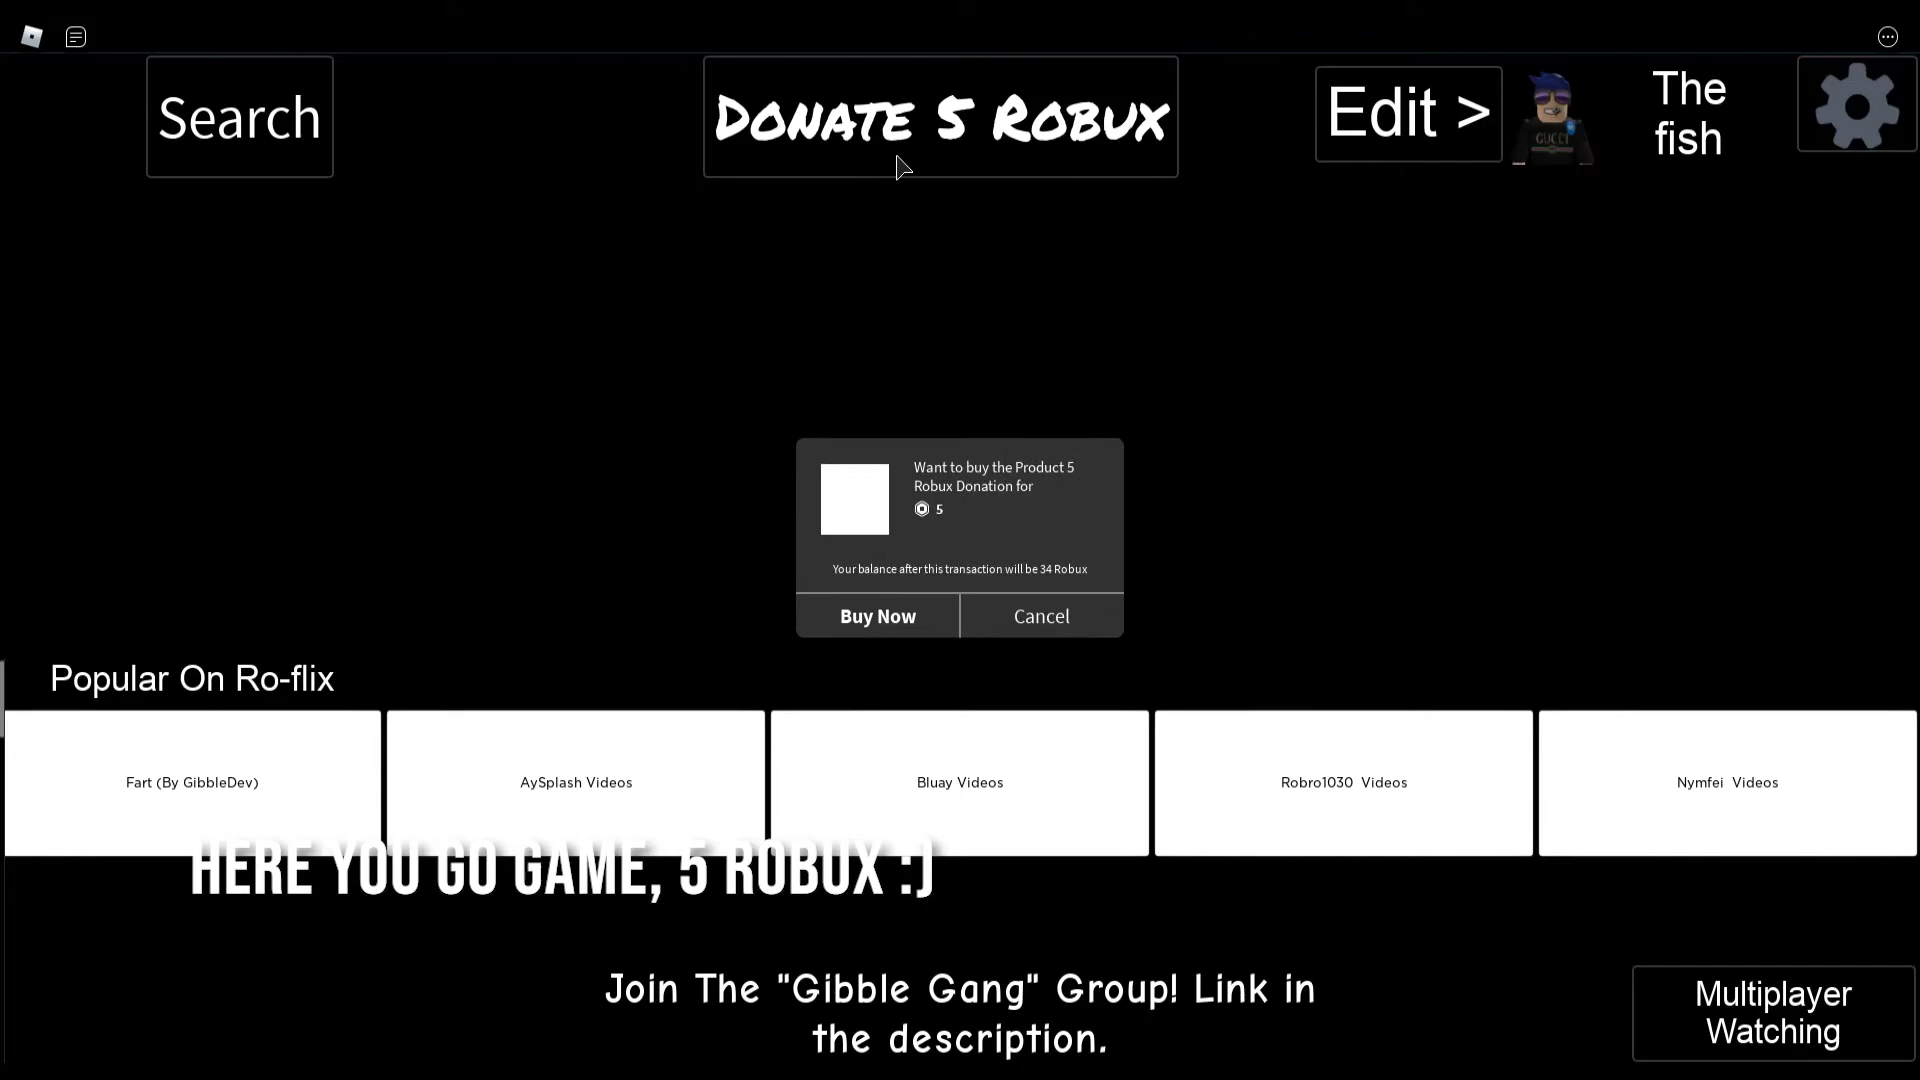 Search
DONATE 5 ROBUX
Edit >
GUCCI
The
fish
Want to buy the Product 5
Robux Donation for
5
Your balance after this transaction will be 34 Robux
Buy Now
Cancel
Popular On Ro-flix
Fart (By GibbleDev)
AySplash Videos
Bluay Videos
Robro1030  Videos
Nymfei  Videos
HERE YOU GO GAME, 5 ROBUX :)
Join The "Gibble Gang" Group! Link in
the description.
Multiplayer
Watching